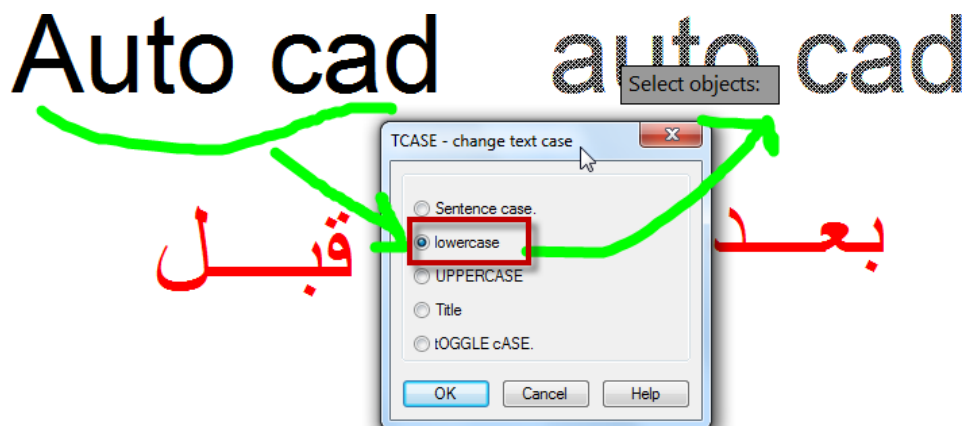 Auto cad
auto cad
Select objects:
TCASE - change text case
Sentence case.
lowercase
UPPERCASE
Title
tOGGLE cASE.
OK
Cancel
Help
قبــل
بعــد